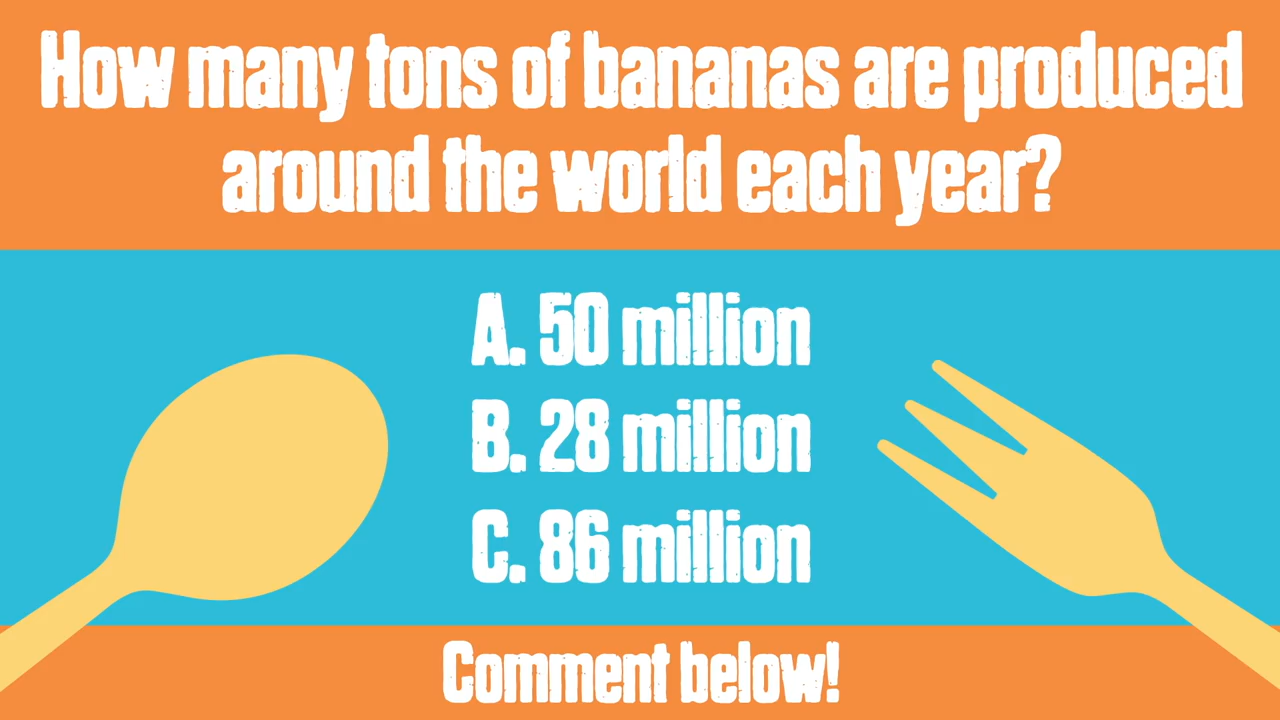 How many tons of bananas are produced
around the world each year?
A. 50 million
B. 28 million
C. 86 million
Comment below!